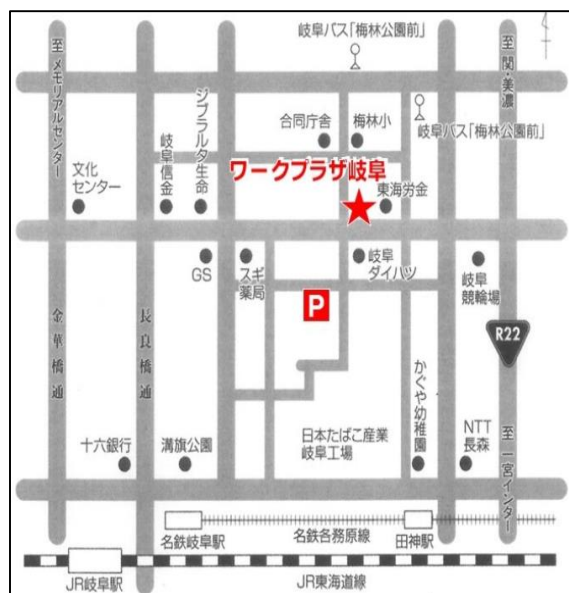 岐阜バス「梅林公園前」
至メモリアルセンター
至関・美濃
ジブラルタ生命
合同庁舎
梅林小
岐阜バス「梅林公園前」
岐阜信金
ワークプラザ岐阜
文化
センター
東海労金
GS
スギ
薬局
岐阜
ダイハツ
岐阜
競輪場
P
金華橋通
長良橋通
R22
かぐや幼稚園
十六銀行
溝旗公園
日本たばこ産業
岐阜工場
NTT
長森
至一宮インター
名鉄岐阜駅
名鉄各務原線
田神駅
JR岐阜駅
JR東海道線